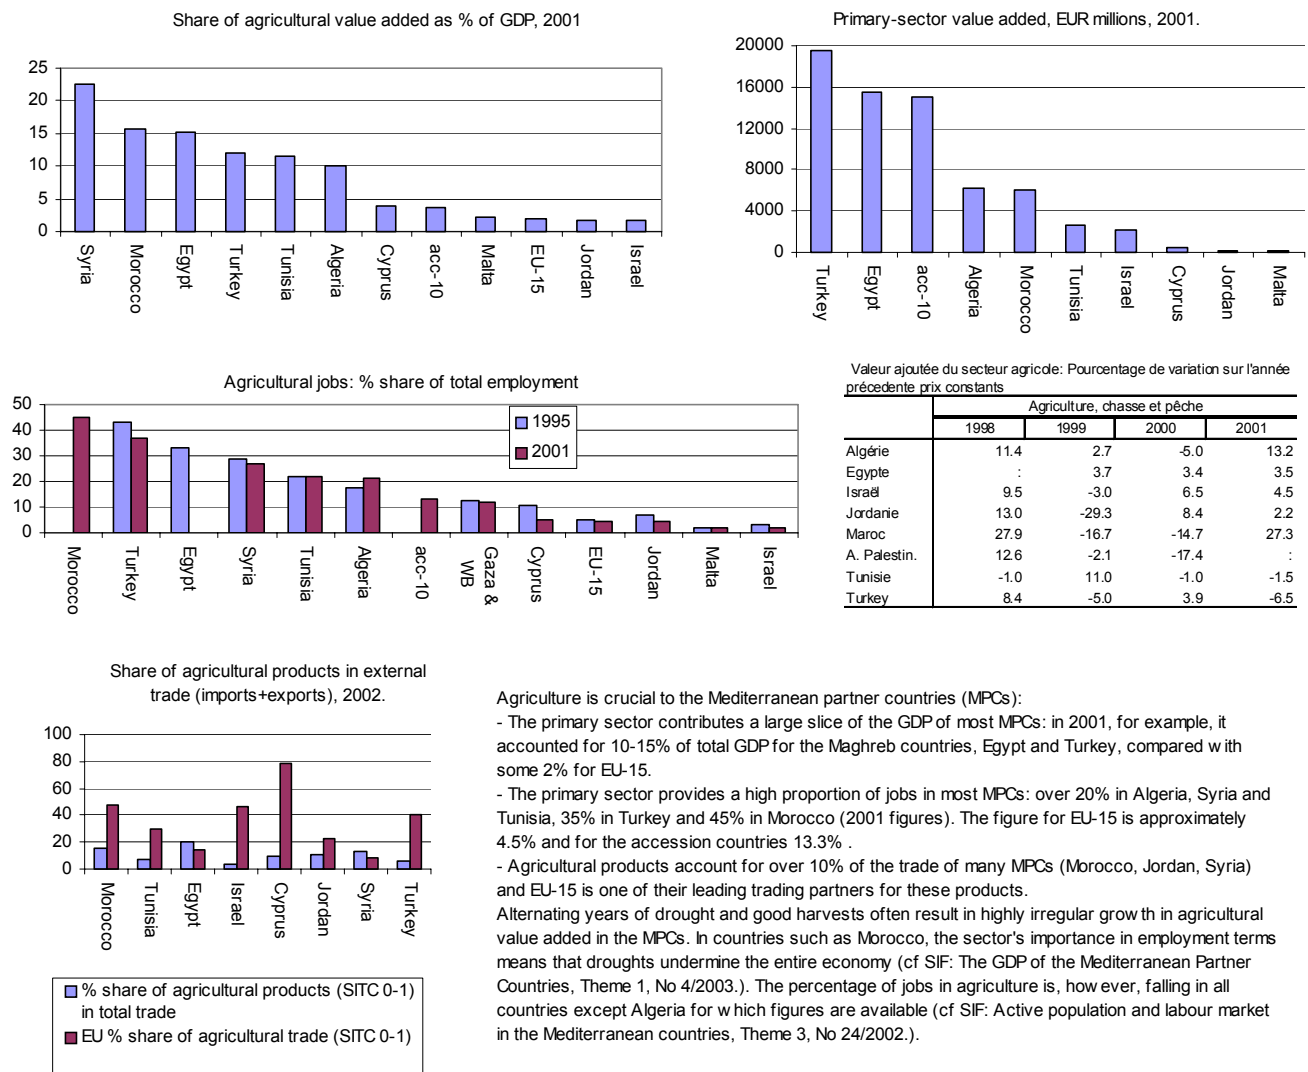 Share of agricultural value added as % of GDP, 2001
25
20
15
10
5
0
Syria
Morocco
Egypt
Turkey
Tunisia
Algeria
Cyprus
acc-10
Malta
EU-15
Jordan
Israel
Primary-sector value added, EUR millions, 2001.
20000
16000
12000
8000
4000
0
Turkey
Egypt
acc-10
Algeria
Morocco
Tunisia
Israel
Cyprus
Jordan
Malta
Agricultural jobs: % share of total employment
50
40
30
20
10
0
1995
2001
Morocco
Turkey
Egypt
Syria
Tunisia
Algeria
acc-10
Gaza &
WB
Cyprus
EU-15
Jordan
Malta
Israel
Valeur ajoutée du secteur agricole: Pourcentage de variation sur l'année
précedente prix constants
Agriculture, chasse et pêche
1998 1999 2000 2001
Algérie 11.4 2.7 -5.0 13.2
Egypte : 3.7 3.4 3.5
Israël 9.5 -3.0 6.5 4.5
Jordanie 13.0 -29.3 8.4 2.2
Maroc 27.9 -16.7 -14.7 27.3
A. Palestin. 12.6 -2.1 -17.4 :
Tunisie -1.0 11.0 -1.0 -1.5
Turkey 8.4 -5.0 3.9 -6.5
Share of agricultural products in external
trade (imports+exports), 2002.
100
80
60
40
20
0
Morocco
Tunisia
Egypt
Israel
Cyprus
Jordan
Syria
Turkey
% share of agricultural products (SITC 0-1)
in total trade
EU % share of agricultural trade (SITC 0-1)
Agriculture is crucial to the Mediterranean partner countries (MPCs):
- The primary sector contributes a large slice of the GDP of most MPCs: in 2001, for example, it
accounted for 10-15% of total GDP for the Maghreb countries, Egypt and Turkey, compared with
some 2% for EU-15.
- The primary sector provides a high proportion of jobs in most MPCs: over 20% in Algeria, Syria and
Tunisia, 35% in Turkey and 45% in Morocco (2001 figures). The figure for EU-15 is approximately
4.5% and for the accession countries 13.3% .
- Agricultural products account for over 10% of the trade of many MPCs (Morocco, Jordan, Syria)
and EU-15 is one of their leading trading partners for these products.
Alternating years of drought and good harvests often result in highly irregular growth in agricultural
value added in the MPCs. In countries such as Morocco, the sector's importance in employment terms
means that droughts undermine the entire economy (cf SIF: The GDP of the Mediterranean Partner
Countries, Theme 1, No 4/2003.). The percentage of jobs in agriculture is, however, falling in all
countries except Algeria for which figures are available (cf SIF: Active population and labour market
in the Mediterranean countries, Theme 3, No 24/2002.).